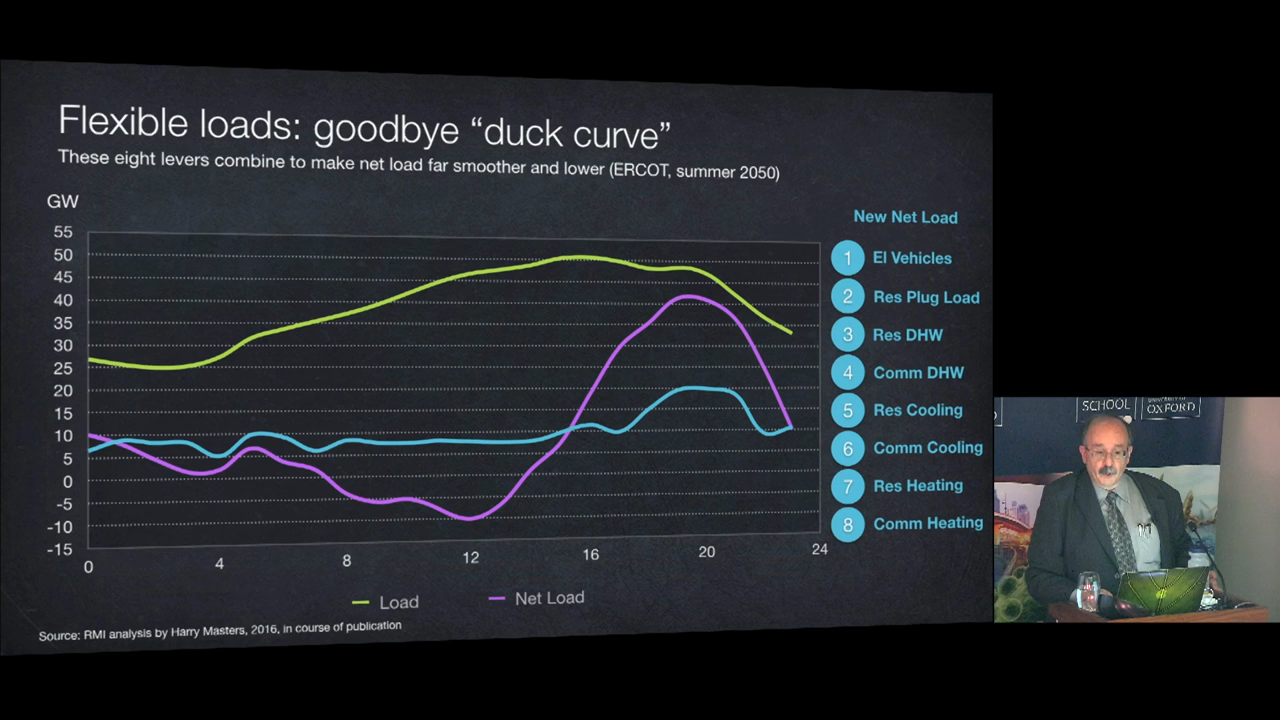 Flexible loads: goodbye “duck curve”
These eight levers combine to make net load far smoother and lower (ERCOT, summer 2050)
GW
55
50
45
40
35
30
25
20
15
10
5
0
-5
-10
-15
0
4
8
12
16
20
24
Load
Net Load
New Net Load
1 El Vehicles
2 Res Plug Load
3 Res DHW
4 Comm DHW
5 Res Cooling
6 Comm Cooling
7 Res Heating
8 Comm Heating
Source: RMI analysis by Harry Masters, 2016, in course of publication
SCHOOL
OXFORD